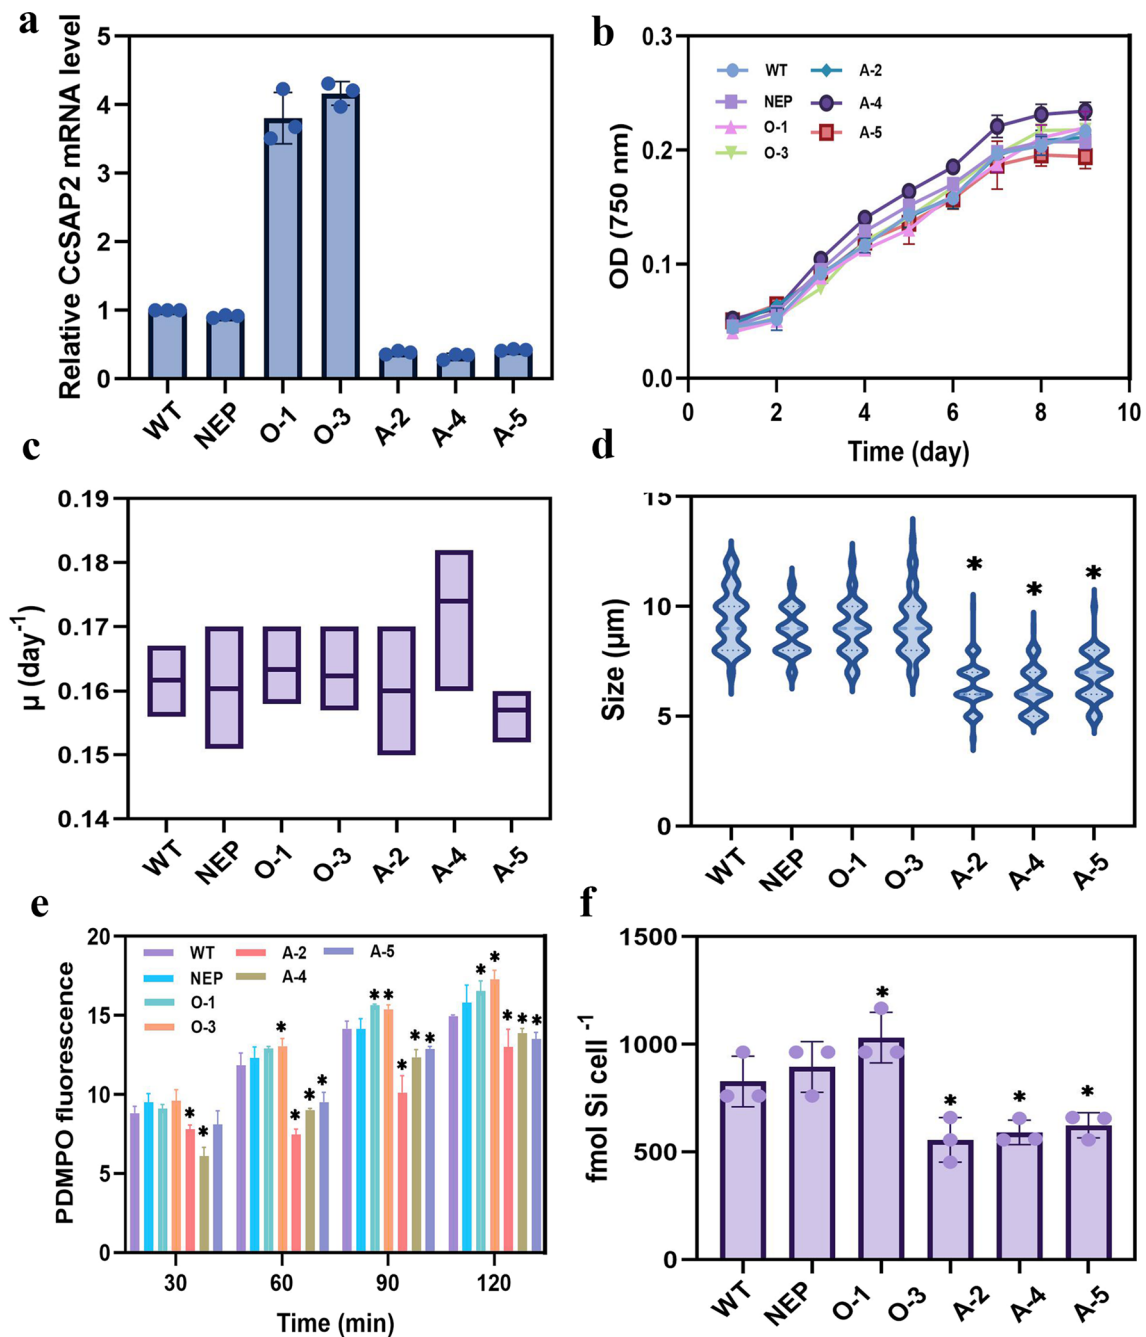 a
Relative CcSAP2 mRNA level
5
4
3
2
1
0
WT
NEP
O-1
O-3
A-2
A-4
A-5
b
OD (750 nm)
0.3
0.2
0.1
0.0
WT
NEP
O-1
O-3
A-2
A-4
A-5
0
2
4
6
8
10
Time (day)
c
μ (day⁻¹)
0.19
0.18
0.17
0.16
0.15
0.14
WT
NEP
O-1
O-3
A-2
A-4
A-5
d
Size (μm)
15
10
5
0
*
*
*
WT
NEP
O-1
O-3
A-2
A-4
A-5
e
PDMPO fluorescence
20
15
10
5
0
WT
NEP
O-1
O-3
A-2
A-4
A-5
* *
* * * *
* * * * *
* * * * *
30
60
90
120
Time (min)
f
fmol Si cell⁻¹
1500
1000
500
0
*
*
*
*
WT
NEP
O-1
O-3
A-2
A-4
A-5